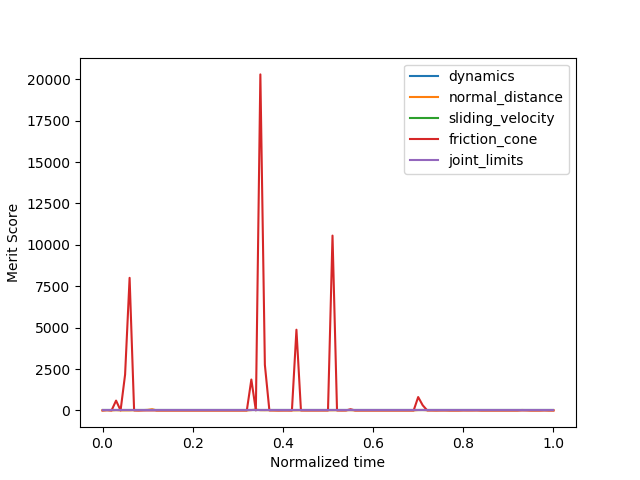 20000
17500
15000
12500
10000
7500
5000
2500
0
Merit Score
dynamics
normal_distance
sliding_velocity
friction_cone
joint_limits
0.0 0.2 0.4 0.6 0.8 1.0
Normalized time